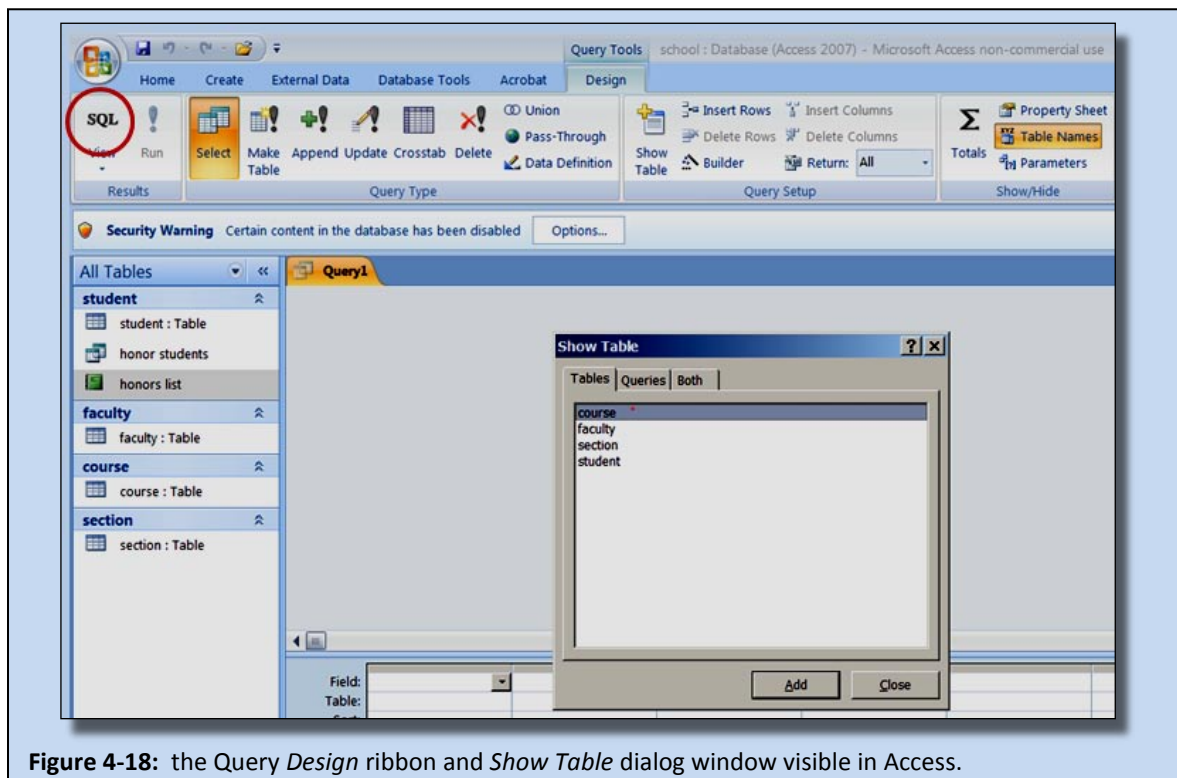 Query Tools school : Database (Access 2007) - Microsoft Access non-commercial use
Home Create External Data Database Tools Acrobat Design
SQL
View Run Select Make Table Append Update Crosstab Delete
Union
Pass-Through
Data Definition
Show Table
Insert Rows Insert Columns
Delete Rows Delete Columns
Builder Return: All
Σ
Totals
Property Sheet
Table Names
Parameters
Results Query Type Query Setup Show/Hide
Security Warning Certain content in the database has been disabled Options...
All Tables
Query1
student
student : Table
honor students
honors list
faculty
faculty : Table
course
course : Table
section
section : Table
Show Table
Tables Queries Both
course
faculty
section
student
Add Close
Field:
Table:
Figure 4-18: the Query Design ribbon and Show Table dialog window visible in Access.